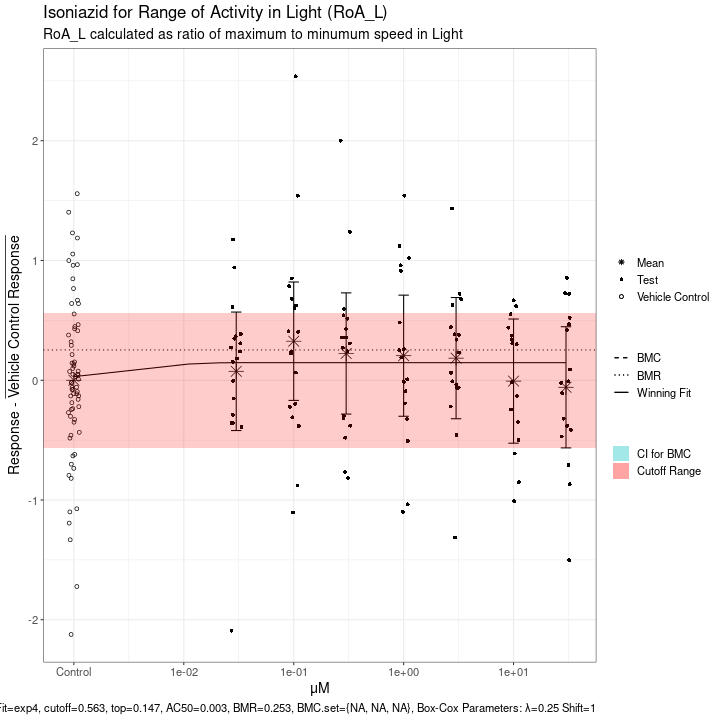 Isoniazid for Range of Activity in Light (RoA_L)
RoA_L calculated as ratio of maximum to minumum speed in Light
Response - Vehicle Control Response
2
1
0
-1
-2
Control
1e-02
1e-01
1e+00
1e+01
μM
Mean
Test
Vehicle Control
BMC
BMR
Winning Fit
CI for BMC
Cutoff Range
Fit=exp4, cutoff=0.563, top=0.147, AC50=0.003, BMR=0.253, BMC.set={NA, NA, NA}, Box-Cox Parameters: λ=0.25 Shift=1